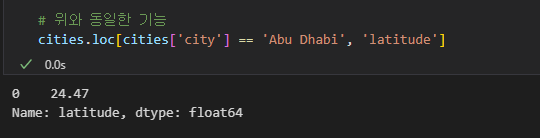 # 위와 동일한 기능
cities.loc[cities['city'] == 'Abu Dhabi', 'latitude']
0.0s
0    24.47
Name: latitude, dtype: float64